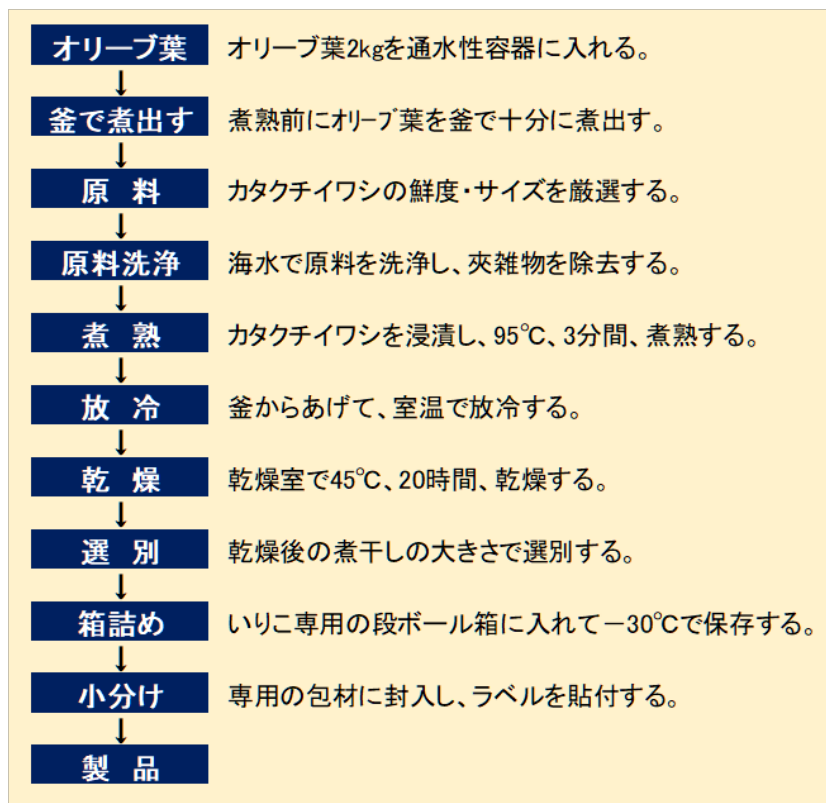 オリーブ葉 オリーブ葉2kgを通水性容器に入れる。
↓
釜で煮出す 煮熟前にオリーブ葉を釜で十分に煮出す。
↓
原 料 カタクチイワシの鮮度・サイズを厳選する。
↓
原料洗浄 海水で原料を洗浄し、夾雑物を除去する。
↓
煮 熟 カタクチイワシを浸漬し、95℃、3分間、煮熟する。
↓
放 冷 釜からあげて、室温で放冷する。
↓
乾 燥 乾燥室で45℃、20時間、乾燥する。
↓
選 別 乾燥後の煮干しの大きさで選別する。
↓
箱詰め いりこ専用の段ボール箱に入れて－30℃で保存する。
↓
小分け 専用の包材に封入し、ラベルを貼付する。
↓
製 品